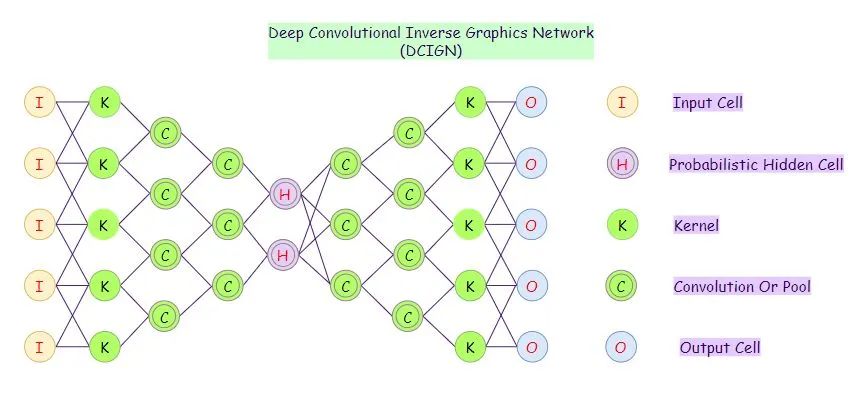 Deep Convolutional Inverse Graphics Network
(DCIGN)
I K K O I Input Cell
C C
I K C C K O H Probabilistic Hidden Cell
C H C
I K C C K O K Kernel
C H C
I K C C K O C Convolution Or Pool
C C
I K K O O Output Cell